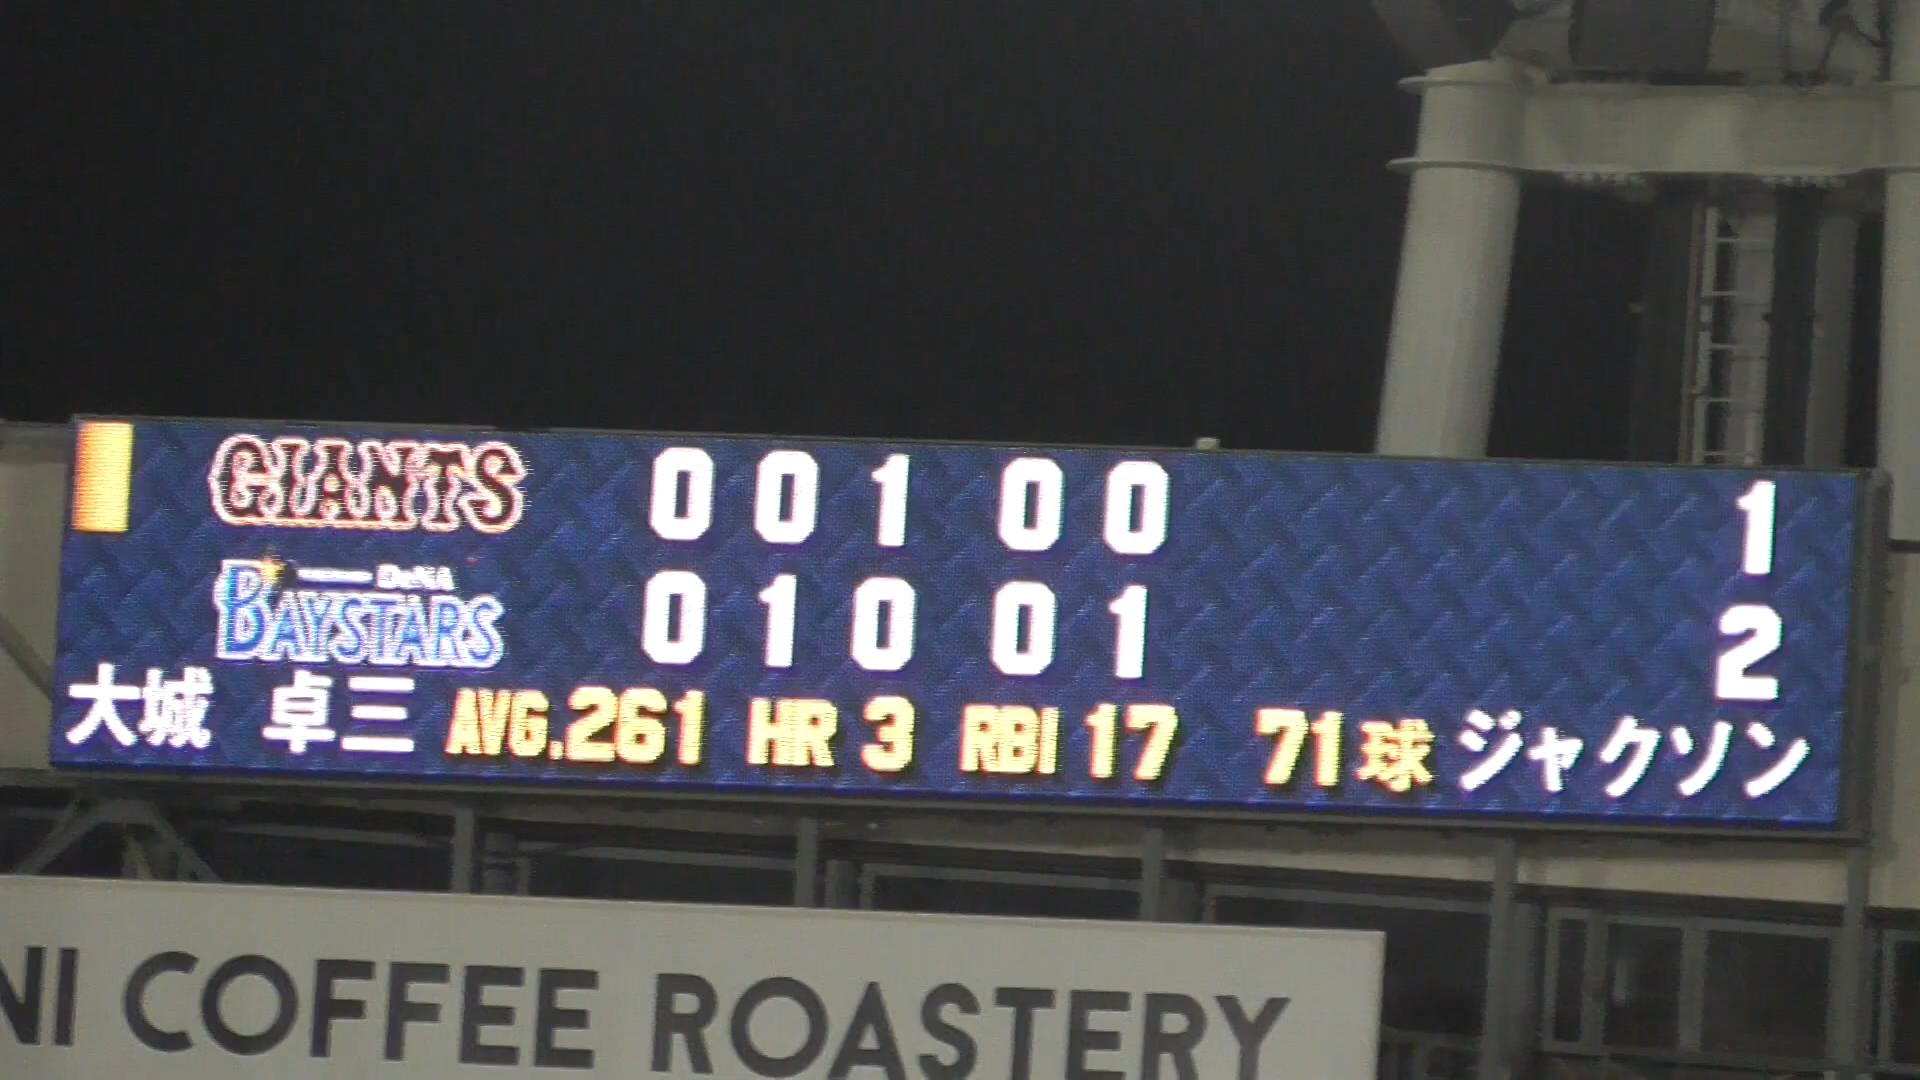 GIANTS 0 0 1 0 0 1
DeNA
BAYSTARS 0 1 0 0 1 2
大城 卓三 AVG.261 HR 3 RBI 17 71球 ジャクソン
NI COFFEE ROASTERY